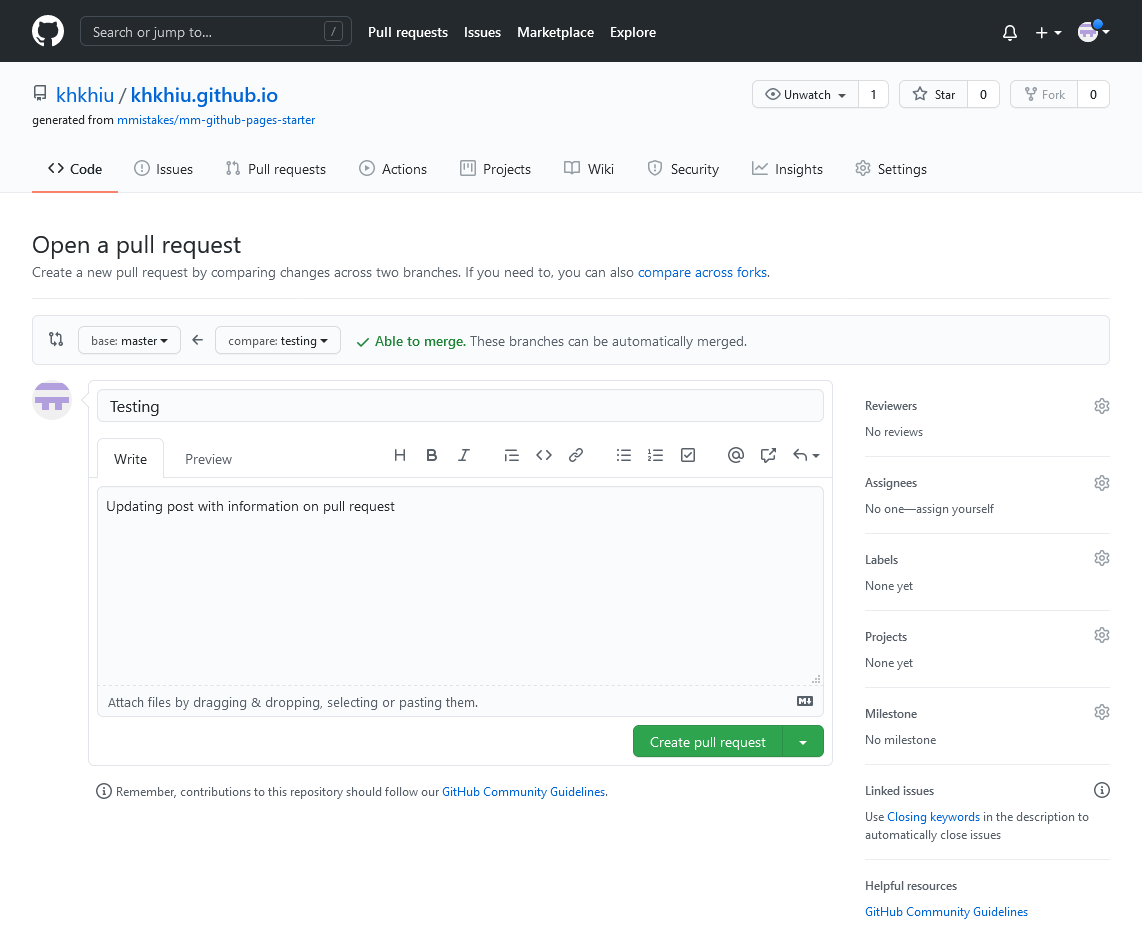 Search or jump to... /
Pull requests Issues Marketplace Explore
khkhiu / khkhiu.github.io
Unwatch 1 Star 0 Fork 0
generated from mmistakes/mm-github-pages-starter
Code Issues Pull requests Actions Projects Wiki Security Insights Settings
Open a pull request
Create a new pull request by comparing changes across two branches. If you need to, you can also compare across forks.
base: master compare: testing Able to merge. These branches can be automatically merged.
Testing
Write Preview
Updating post with information on pull request
Attach files by dragging & dropping, selecting or pasting them.
Create pull request
Remember, contributions to this repository should follow our GitHub Community Guidelines.
Reviewers
No reviews
Assignees
No one—assign yourself
Labels
None yet
Projects
None yet
Milestone
No milestone
Linked issues
Use Closing keywords in the description to
automatically close issues
Helpful resources
GitHub Community Guidelines